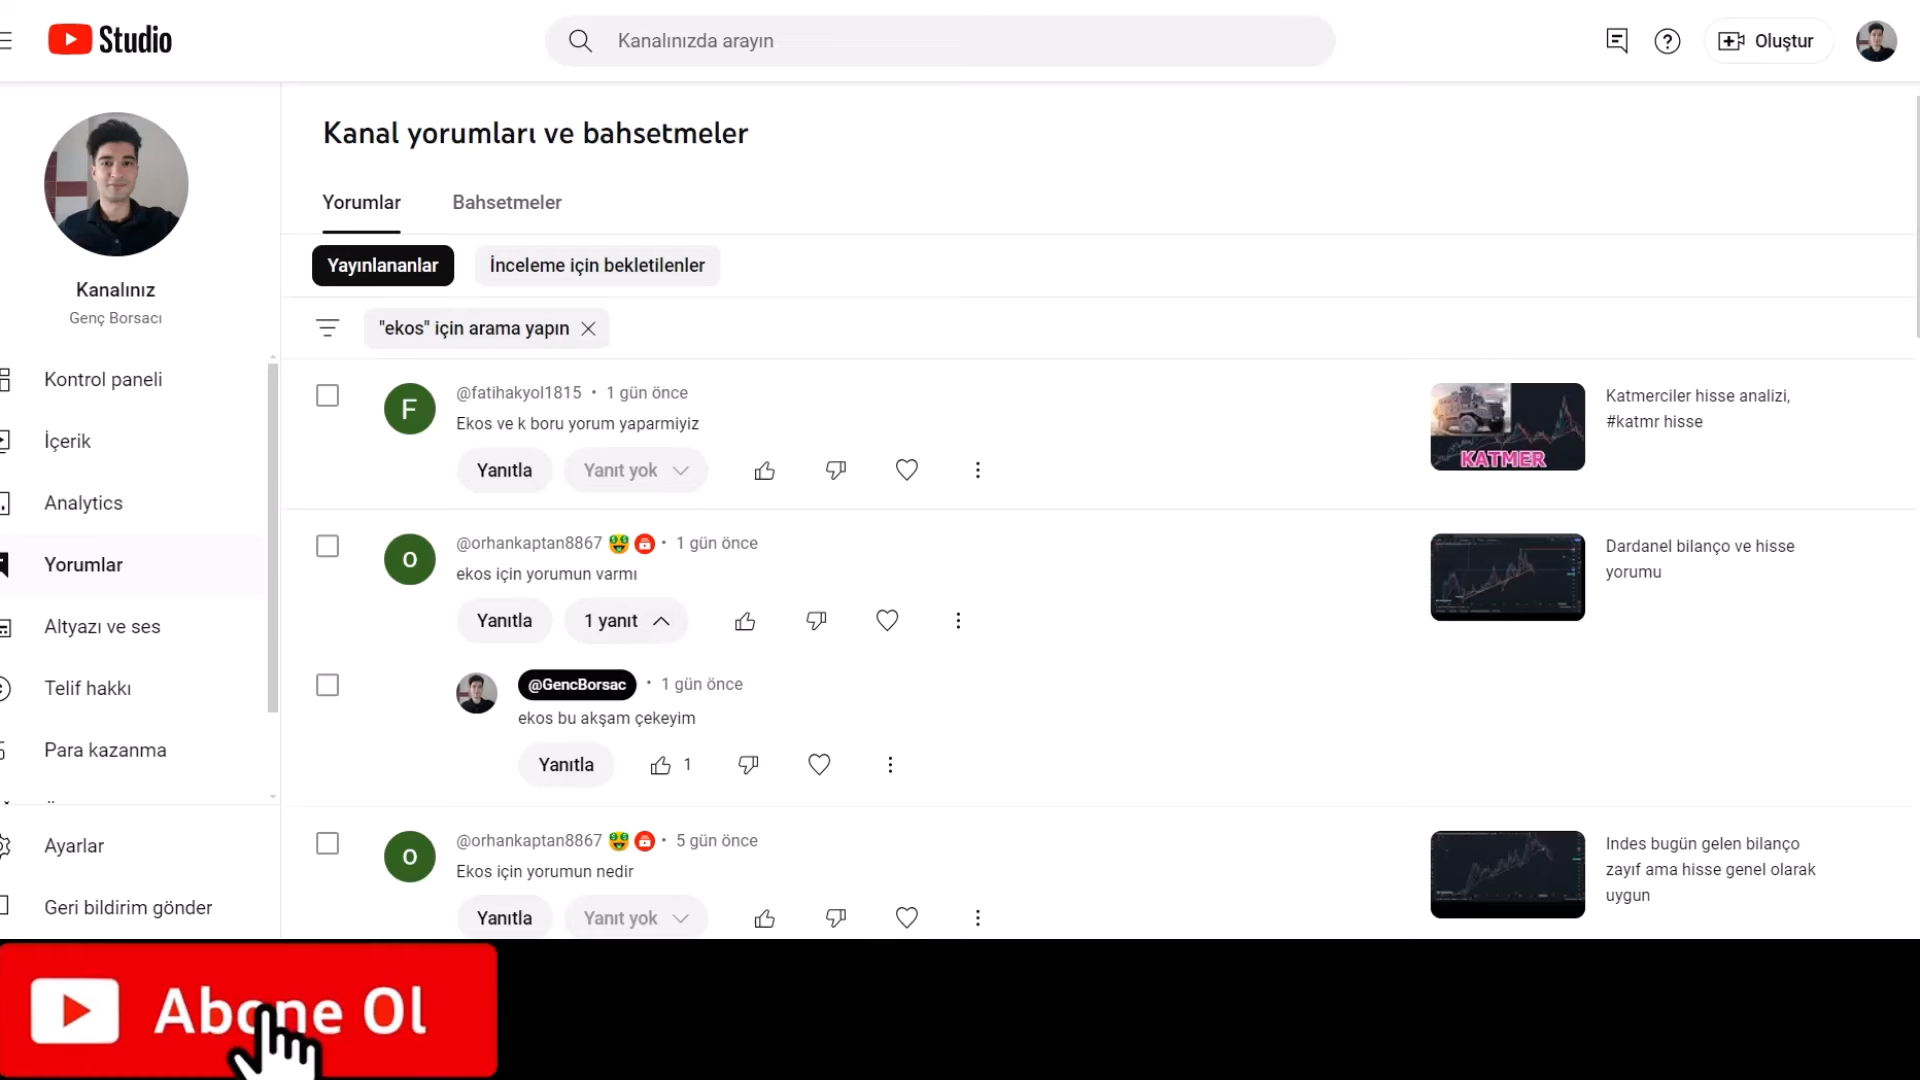 Studio
Kanalınızda arayın
Oluştur
Kanal yorumları ve bahsetmeler
Yorumlar
Bahsetmeler
Yayınlananlar
İnceleme için bekletilenler
"ekos" için arama yapın
Kanalınız
Genç Borsacı
Kontrol paneli
İçerik
Analytics
Yorumlar
Altyazı ve ses
Telif hakkı
Para kazanma
Ayarlar
Geri bildirim gönder
F
@fatihakyol1815 • 1 gün önce
Ekos ve k boru yorum yaparmiyiz
Yanıtla
Yanıt yok
KATMER
Katmerciler hisse analizi,
#katmr hisse
O
@orhankaptan8867 🤑 • 1 gün önce
ekos için yorumun varmı
Yanıtla
1 yanıt
Dardanel bilanço ve hisse
yorumu
@GencBorsac • 1 gün önce
ekos bu akşam çekeyim
Yanıtla
1
O
@orhankaptan8867 🤑 • 5 gün önce
Ekos için yorumun nedir
Yanıtla
Yanıt yok
Indes bugün gelen bilanço
zayıf ama hisse genel olarak
uygun
Abone Ol